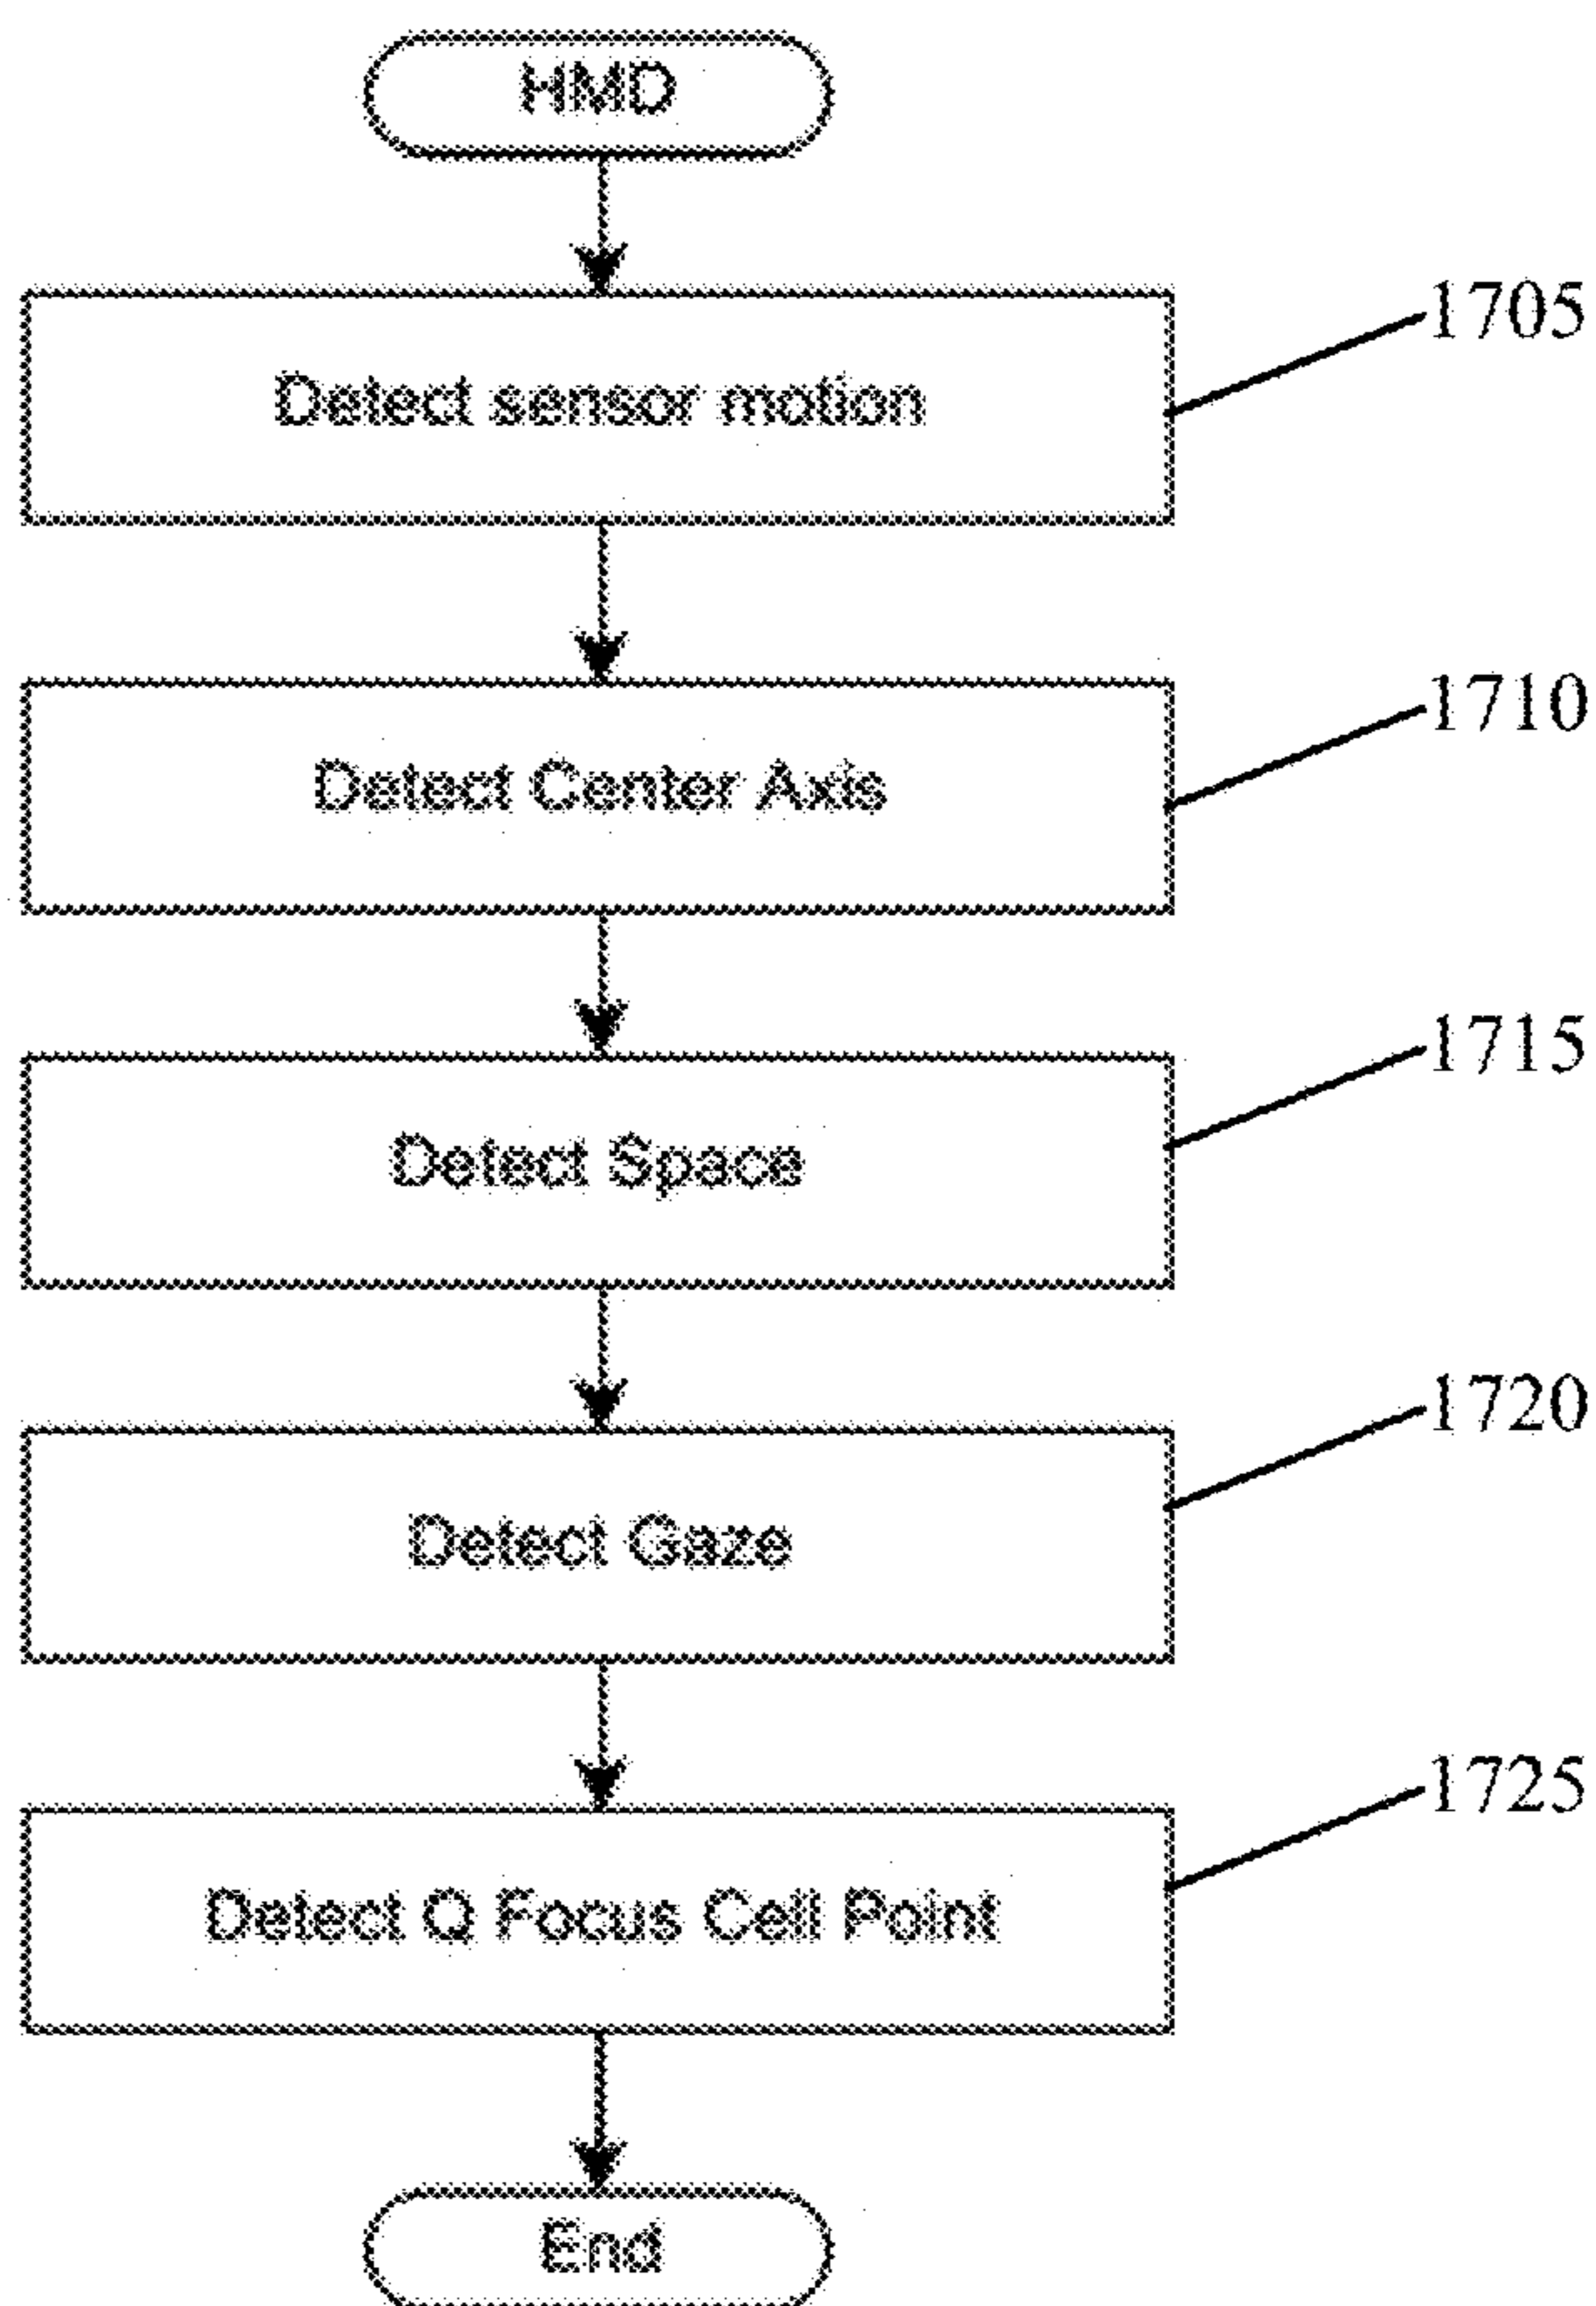 HMD
1705
Detect sensor motion
1710
Detect Center Axis
1715
Detect Space
1720
Detect Gaze
1725
Detect Q Focus Cell Point
End